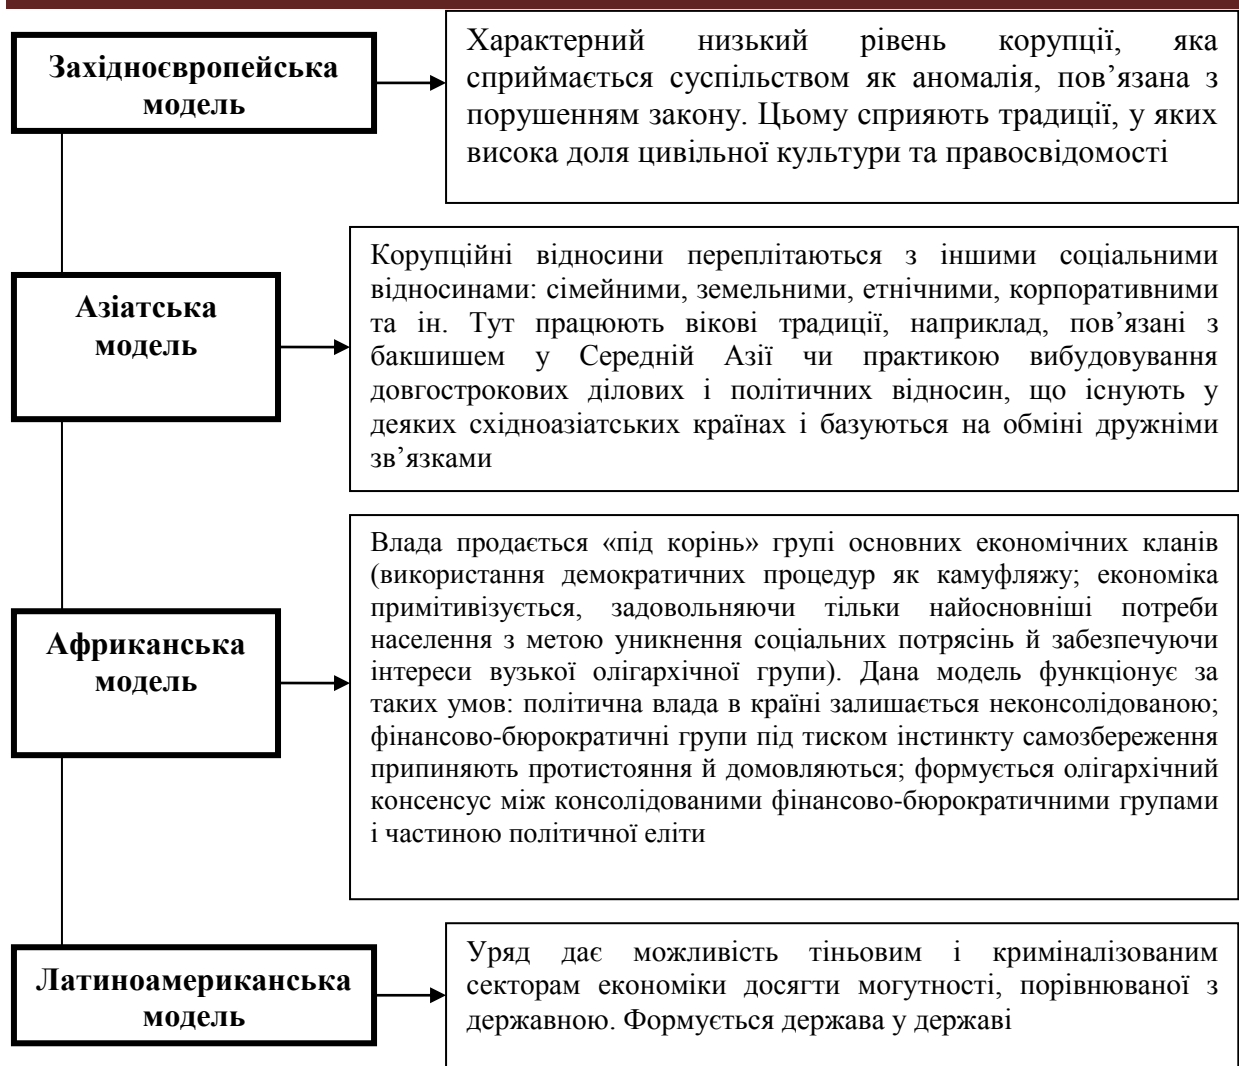 Західноєвропейська
модель
Характерний низький рівень корупції, яка
сприймається суспільством як аномалія, пов’язана з
порушенням закону. Цьому сприяють традиції, у яких
висока доля цивільної культури та правосвідомості
Азіатська
модель
Корупційні відносини переплітаються з іншими соціальними
відносинами: сімейними, земельними, етнічними, корпоративними
та ін. Тут працюють вікові традиції, наприклад, пов’язані з
бакшишем у Середній Азії чи практикою вибудовування
довгострокових ділових і політичних відносин, що існують у
деяких східноазіатських країнах і базуються на обміні дружніми
зв’язками
Африканська
модель
Влада продається «під корінь» групі основних економічних кланів
(використання демократичних процедур як камуфляжу; економіка
примітивізується, задовольняючи тільки найосновніші потреби
населення з метою уникнення соціальних потрясінь й забезпечуючи
інтереси вузької олігархічної групи). Дана модель функціонує за
таких умов: політична влада в країні залишається неконсолідованою;
фінансово-бюрократичні групи під тиском інстинкту самозбереження
припиняють протистояння й домовляються; формується олігархічний
консенсус між консолідованими фінансово-бюрократичними групами
і частиною політичної еліти
Латиноамериканська
модель
Уряд дає можливість тіньовим і криміналізованим
секторам економіки досягти могутності, порівнюваної з
державною. Формується держава у державі